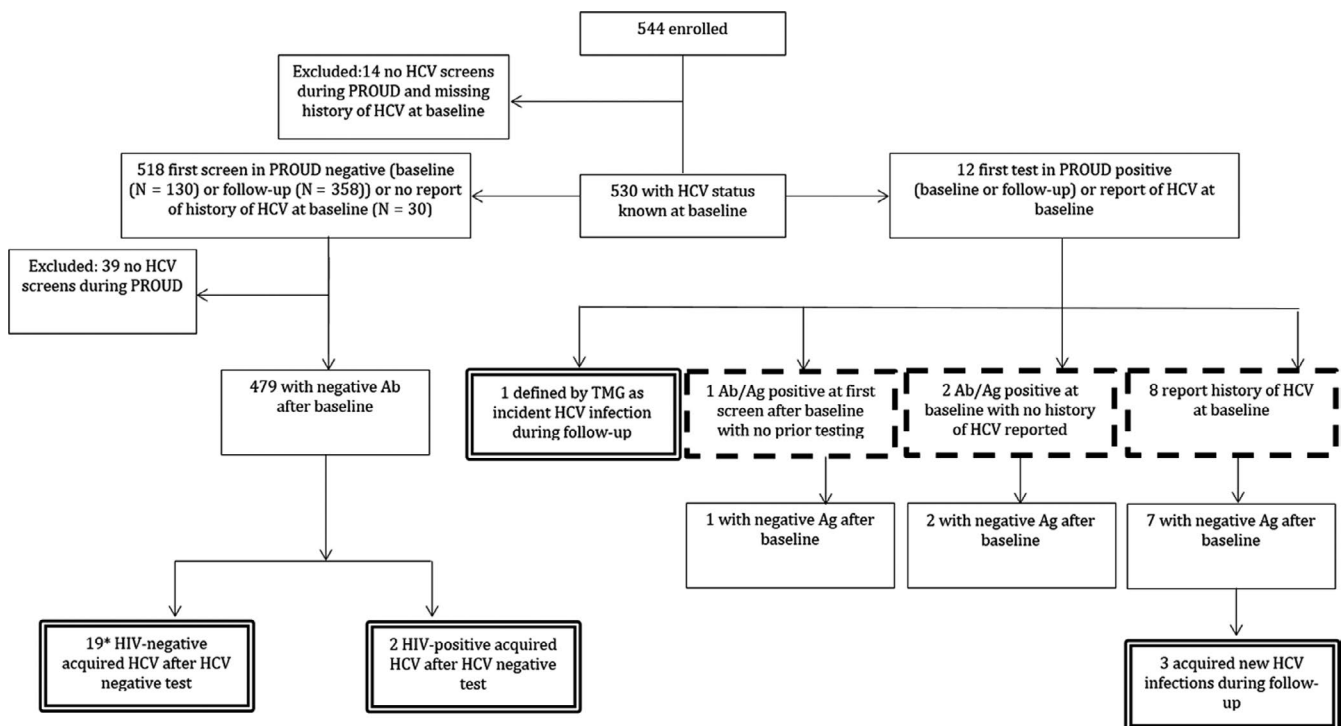 544 enrolled
Excluded:14 no HCV screens
during PROUD and missing
history of HCV at baseline
518 first screen in PROUD negative (baseline
(N = 130) or follow-up (N = 358)) or no report
of history of HCV at baseline (N = 30)
530 with HCV status
known at baseline
12 first test in PROUD positive
(baseline or follow-up) or report of HCV at
baseline
Excluded: 39 no HCV
screens during PROUD
479 with negative Ab
after baseline
1 defined by TMG as
incident HCV infection
during follow-up
1 Ab/Ag positive at first
screen after baseline
with no prior testing
2 Ab/Ag positive at
baseline with no history
of HCV reported
8 report history of HCV
at baseline
1 with negative Ag after
baseline
2 with negative Ag after
baseline
7 with negative Ag after
baseline
19* HIV-negative
acquired HCV after HCV
negative test
2 HIV-positive acquired
HCV after HCV negative
test
3 acquired new HCV
infections during follow-
up